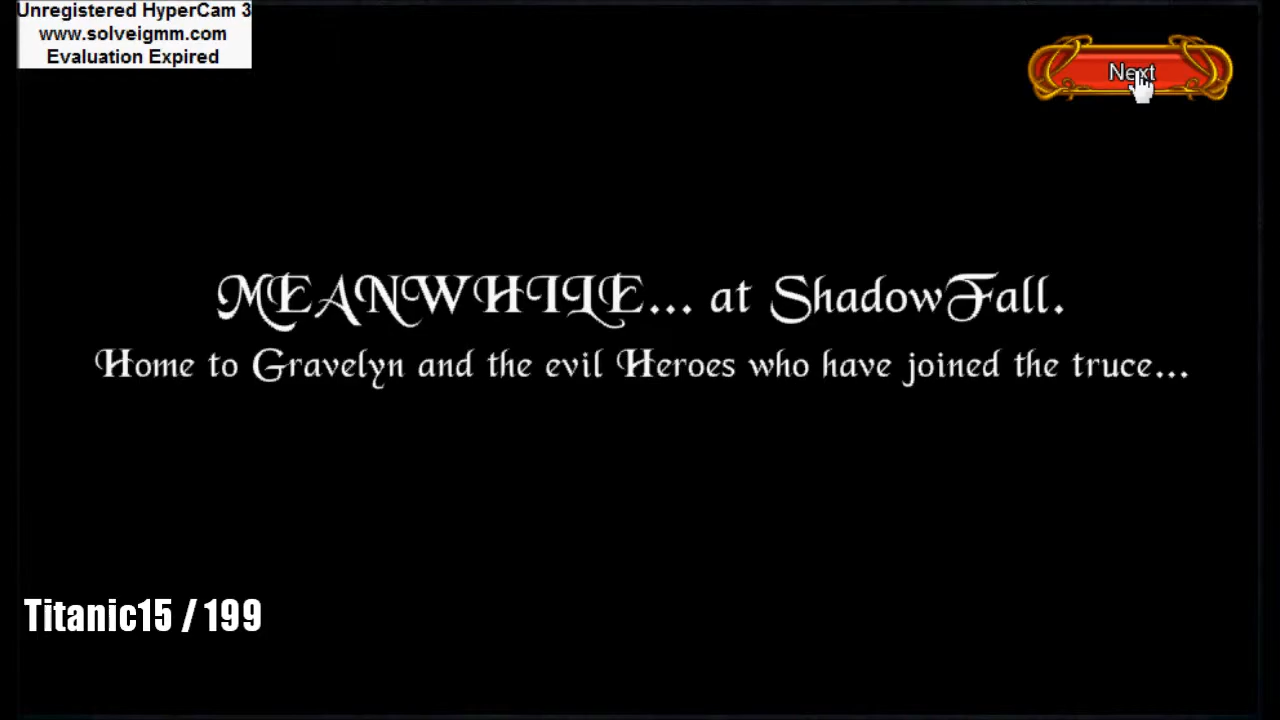 Unregistered HyperCam 3
www.solveigmm.com
Evaluation Expired
Next
MEANWHILE... at ShadowFall.
Home to Gravelyn and the evil Heroes who have joined the truce...
Titanic15 / 199